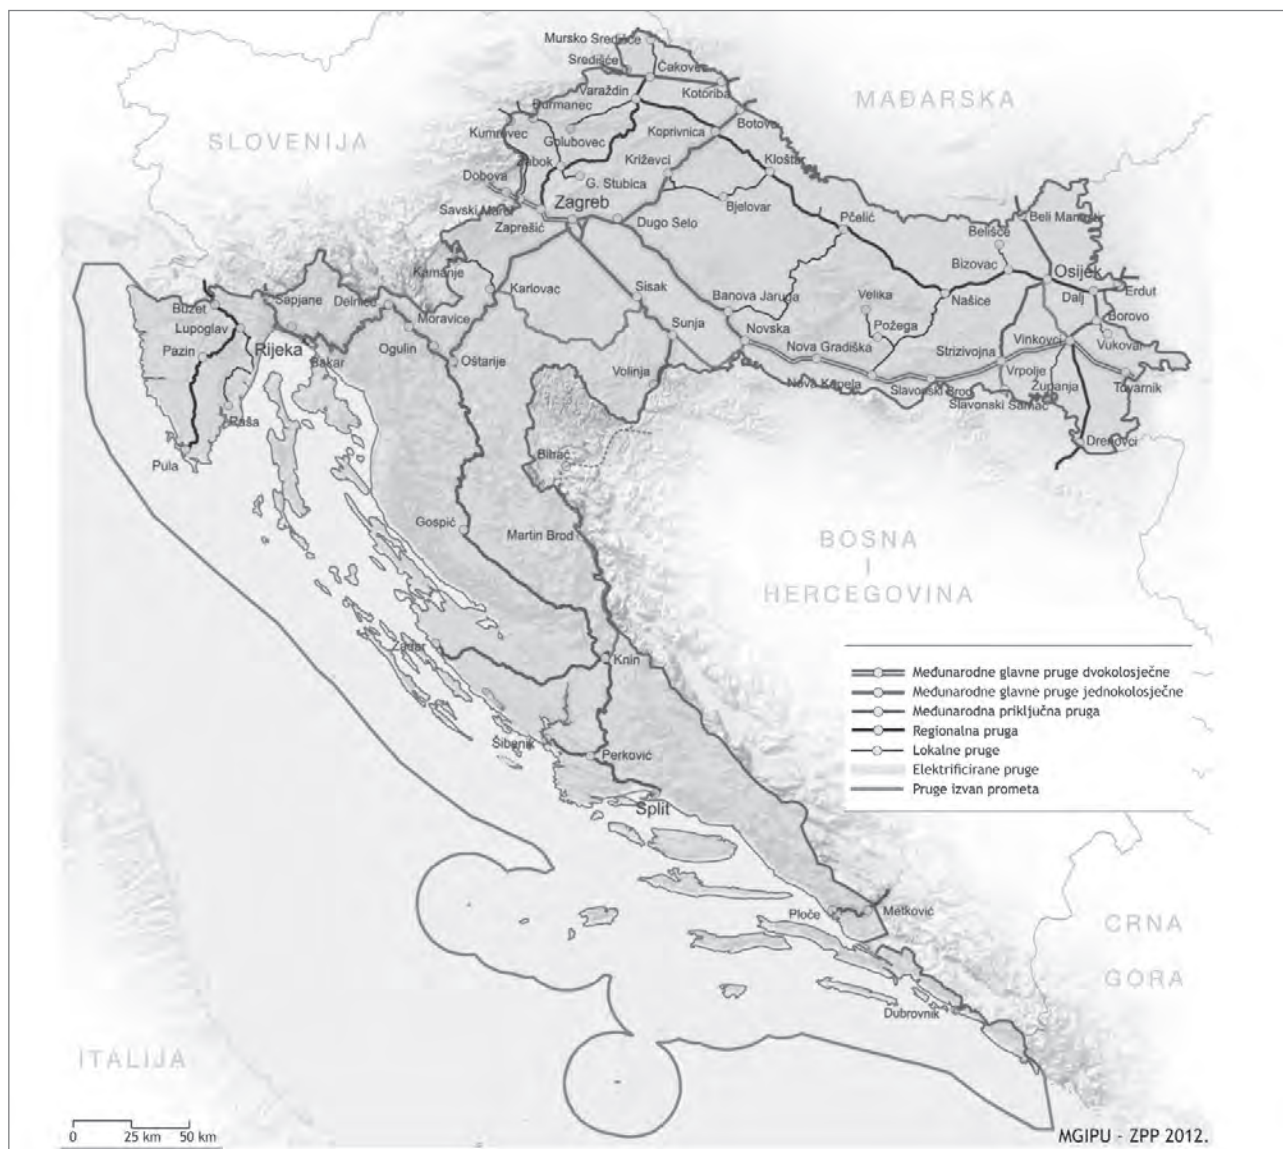 Mursko Središće
Središće
Čakovec
Kotoriba
Varaždin
MAĐARSKA
Đurmanec
Botovo
Kumrovec
Koprivnica
SLOVENIJA
Golubovec
Križevci
Kloštar
Zabok
Dobova
G. Stubica
Bjelovar
Zagreb
Savski Marof
Dugo Selo
Pčelić
Beli Manastir
Zaprešić
Belišće
Bizovac
Osijek
Kamanje
Karlovac
Sisak
Velika
Našice
Dalj
Erdut
Buzet
Šapjane
Delnice
Banova Jaruga
Borovo
Lupoglav
Moravice
Sunja
Novska
Požega
Vinkovci
Vukovar
Pazin
Rijeka
Ogulin
Nova Gradiška
Strizivojna
Bakar
Oštarije
Volinja
Vrpolje
Nova Kapela
Slavonski Brod
Županja
Tovarnik
Slavonski Šamac
Raša
Drenovci
Pula
Bihać
Gospić
Martin Brod
BOSNA
I
HERCEGOVINA
Zadar
Knin
Međunarodne glavne pruge dvokolosječne
Međunarodne glavne pruge jednokolosječne
Međunarodna priključna pruga
Regionalna pruga
Lokalne pruge
Elektrificirane pruge
Pruge izvan prometa
Šibenik
Perković
Split
Ploče
Metković
CRNA
GORA
Dubrovnik
ITALIJA
0 25 km 50 km
MGIPU - ZPP 2012.